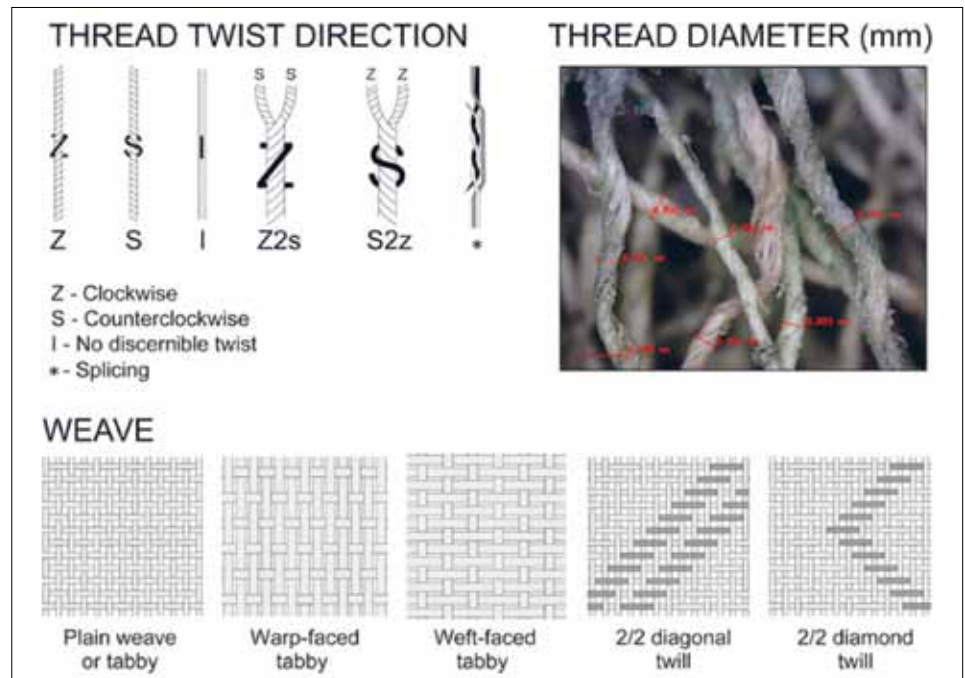 THREAD TWIST DIRECTION
THREAD DIAMETER (mm)
S S Z Z
Z S I Z S
Z S I Z2s S2z *
Z - Clockwise
S - Counterclockwise
I - No discernible twist
* - Splicing
WEAVE
Plain weave
or tabby
Warp-faced
tabby
Weft-faced
tabby
2/2 diagonal
twill
2/2 diamond
twill